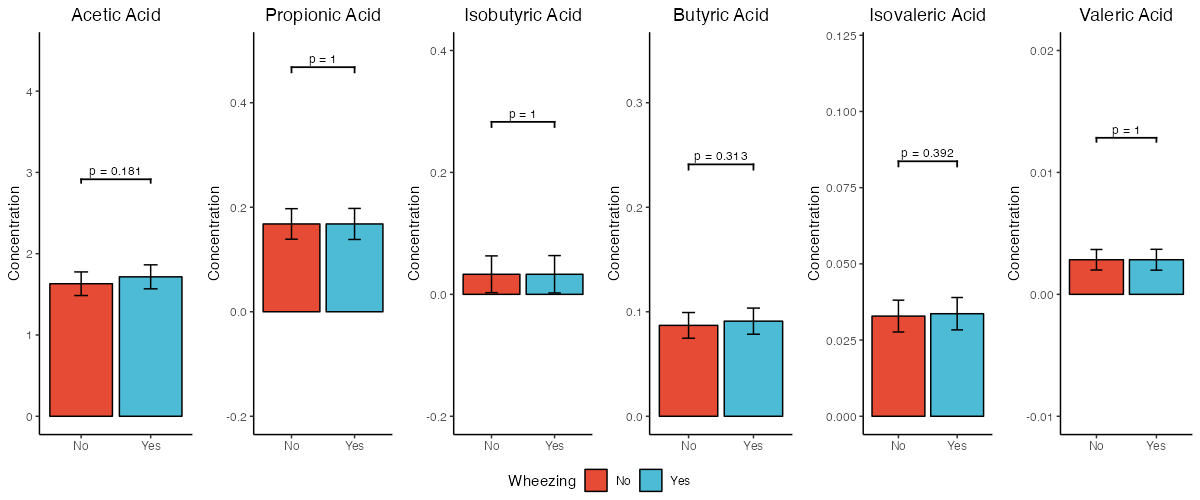 Acetic Acid
Concentration
4
3
2
1
0
p = 0.181
No Yes
Propionic Acid
Concentration
0.4
0.2
0.0
-0.2
p = 1
No Yes
Isobutyric Acid
Concentration
0.4
0.2
0.0
-0.2
p = 1
No Yes
Butyric Acid
Concentration
0.3
0.2
0.1
0.0
p = 0.313
No Yes
Isovaleric Acid
Concentration
0.125
0.100
0.075
0.050
0.025
0.000
p = 0.392
No Yes
Valeric Acid
Concentration
0.02
0.01
0.00
-0.01
p = 1
No Yes
Wheezing No Yes